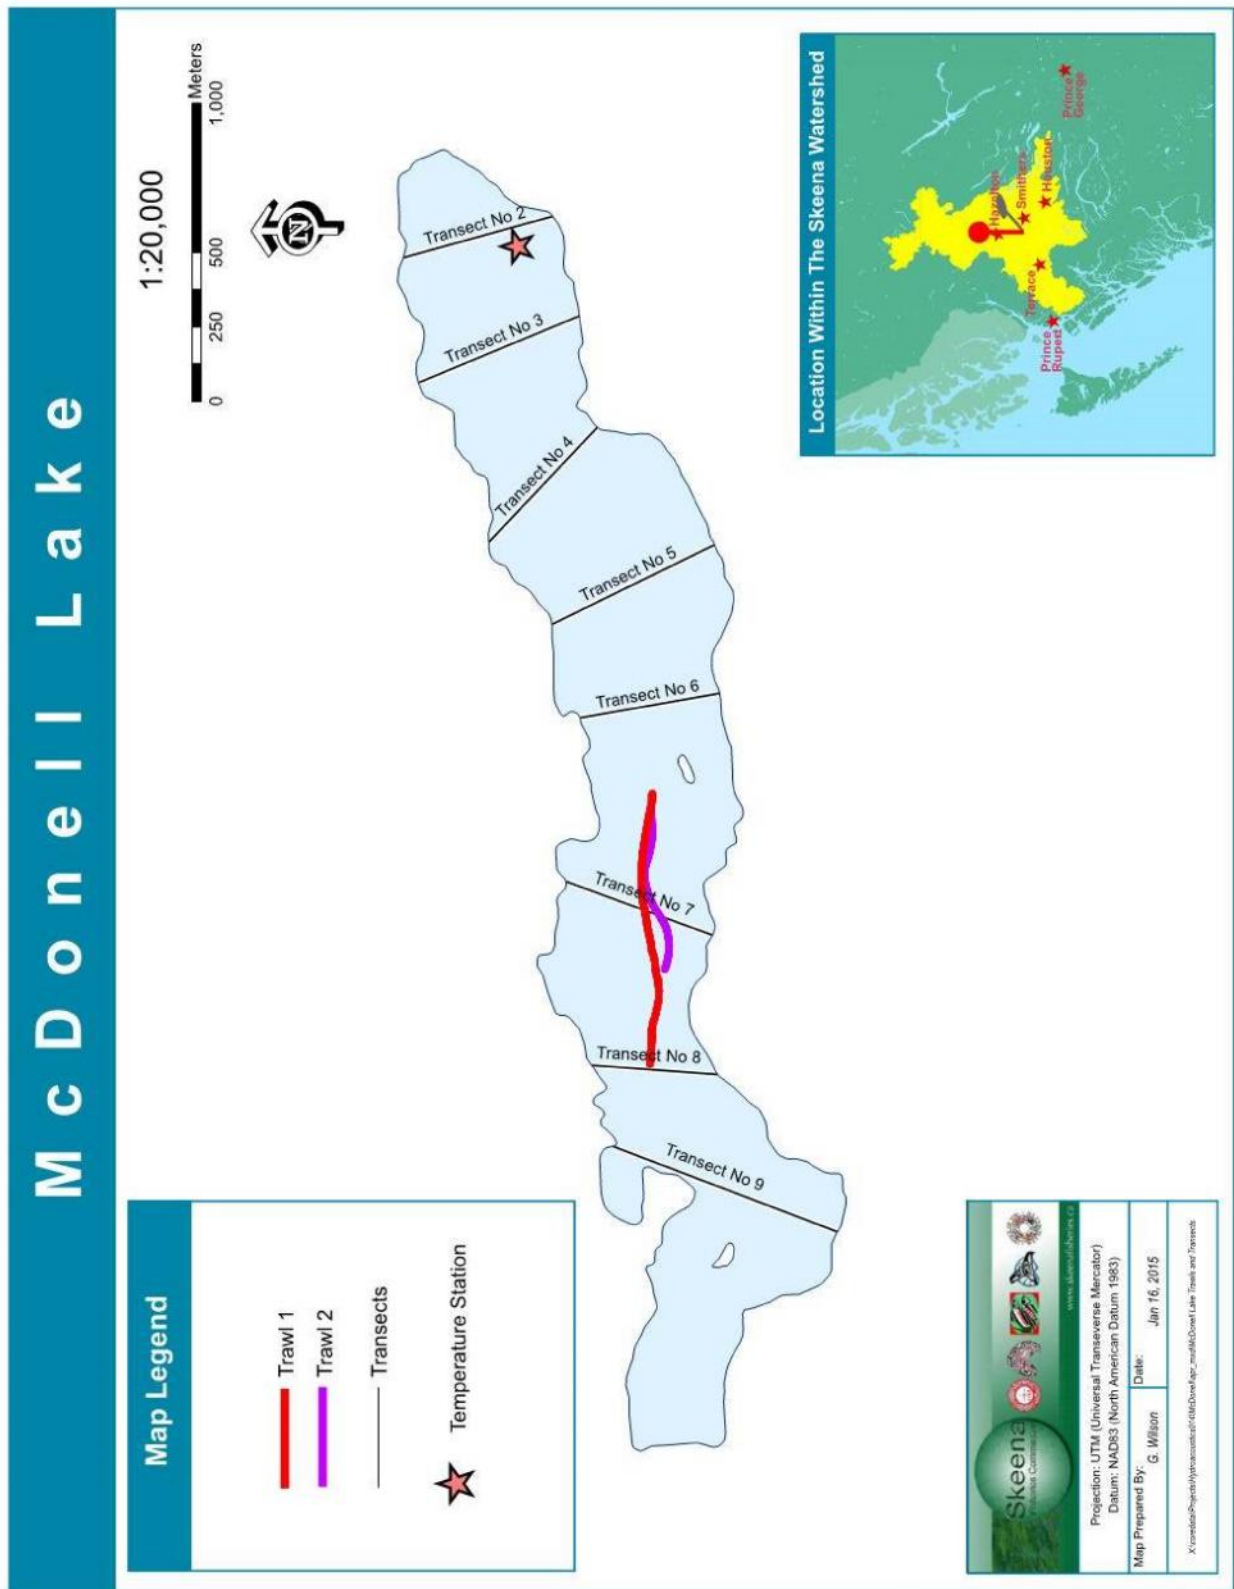 McDonell Lake
1:20,000
0 250 500 1,000
Meters
N
Transect No 2
Transect No 3
Transect No 4
Transect No 5
Transect No 6
Transect No 7
Transect No 8
Transect No 9
Map Legend
Trawl 1
Trawl 2
Transects
Temperature Station
Location Within The Skeena Watershed
Hazelton
Smithers
Houston
Terrace
Prince
Rupert
Prince
George
Skeena
Fisheries Commission
www.skeenafisheries.ca
Projection: UTM (Universal Transeverse Mercator)
Datum: NAD83 (North American Datum 1983)
Map Prepared By:
G. Wilson
Date:
Jan 16, 2015